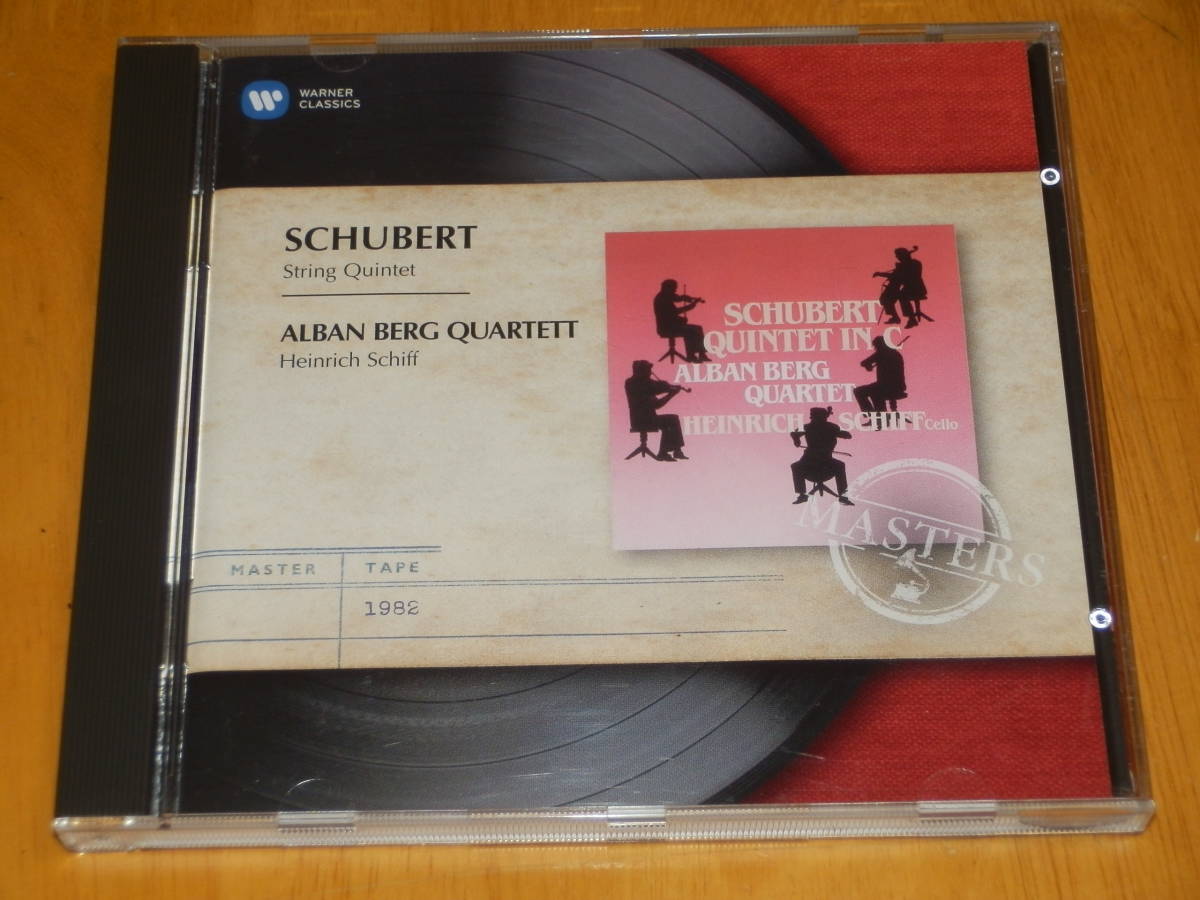 WARNER
CLASSICS
SCHUBERT
String Quintet
ALBAN BERG QUARTETT
Heinrich Schiff
SCHUBERT
QUINTET IN C
ALBAN BERG
QUARTET
HEINRICH SCHIFF Cello
MASTERS
MASTER TAPE
1982